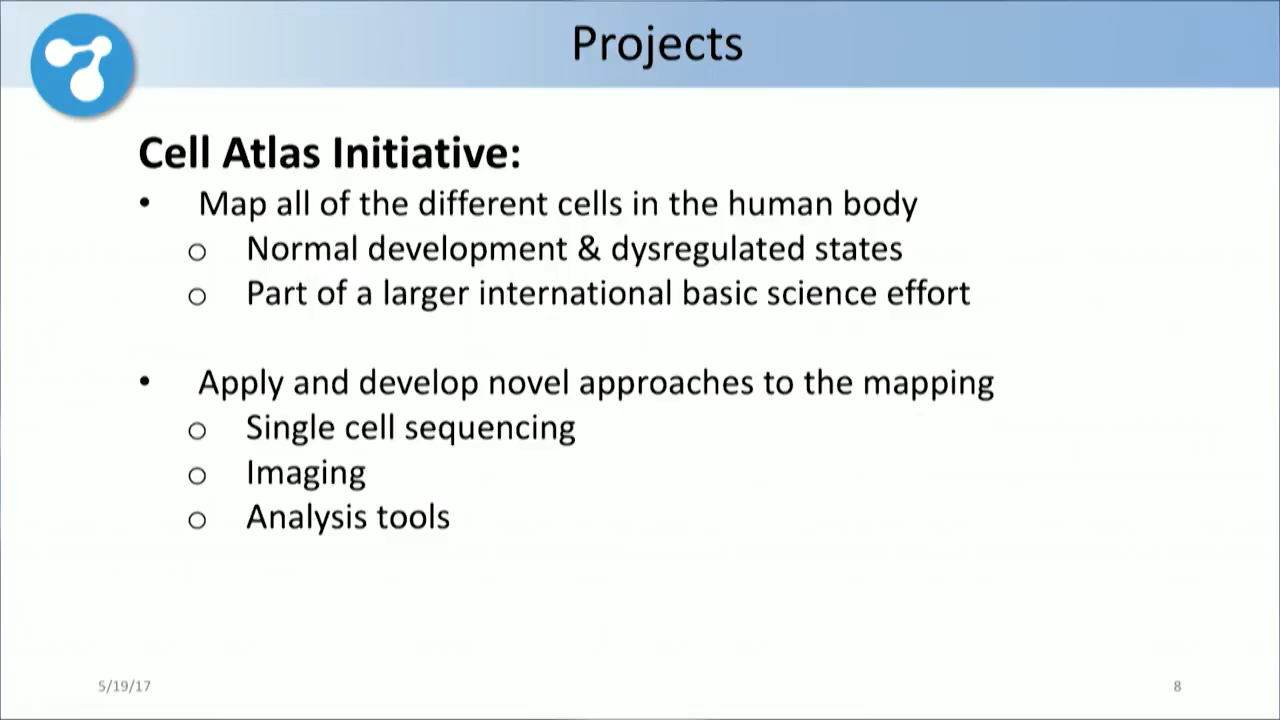 Projects
Cell Atlas Initiative:
• Map all of the different cells in the human body
o Normal development & dysregulated states
o Part of a larger international basic science effort
• Apply and develop novel approaches to the mapping
o Single cell sequencing
o Imaging
o Analysis tools
5/19/17
8